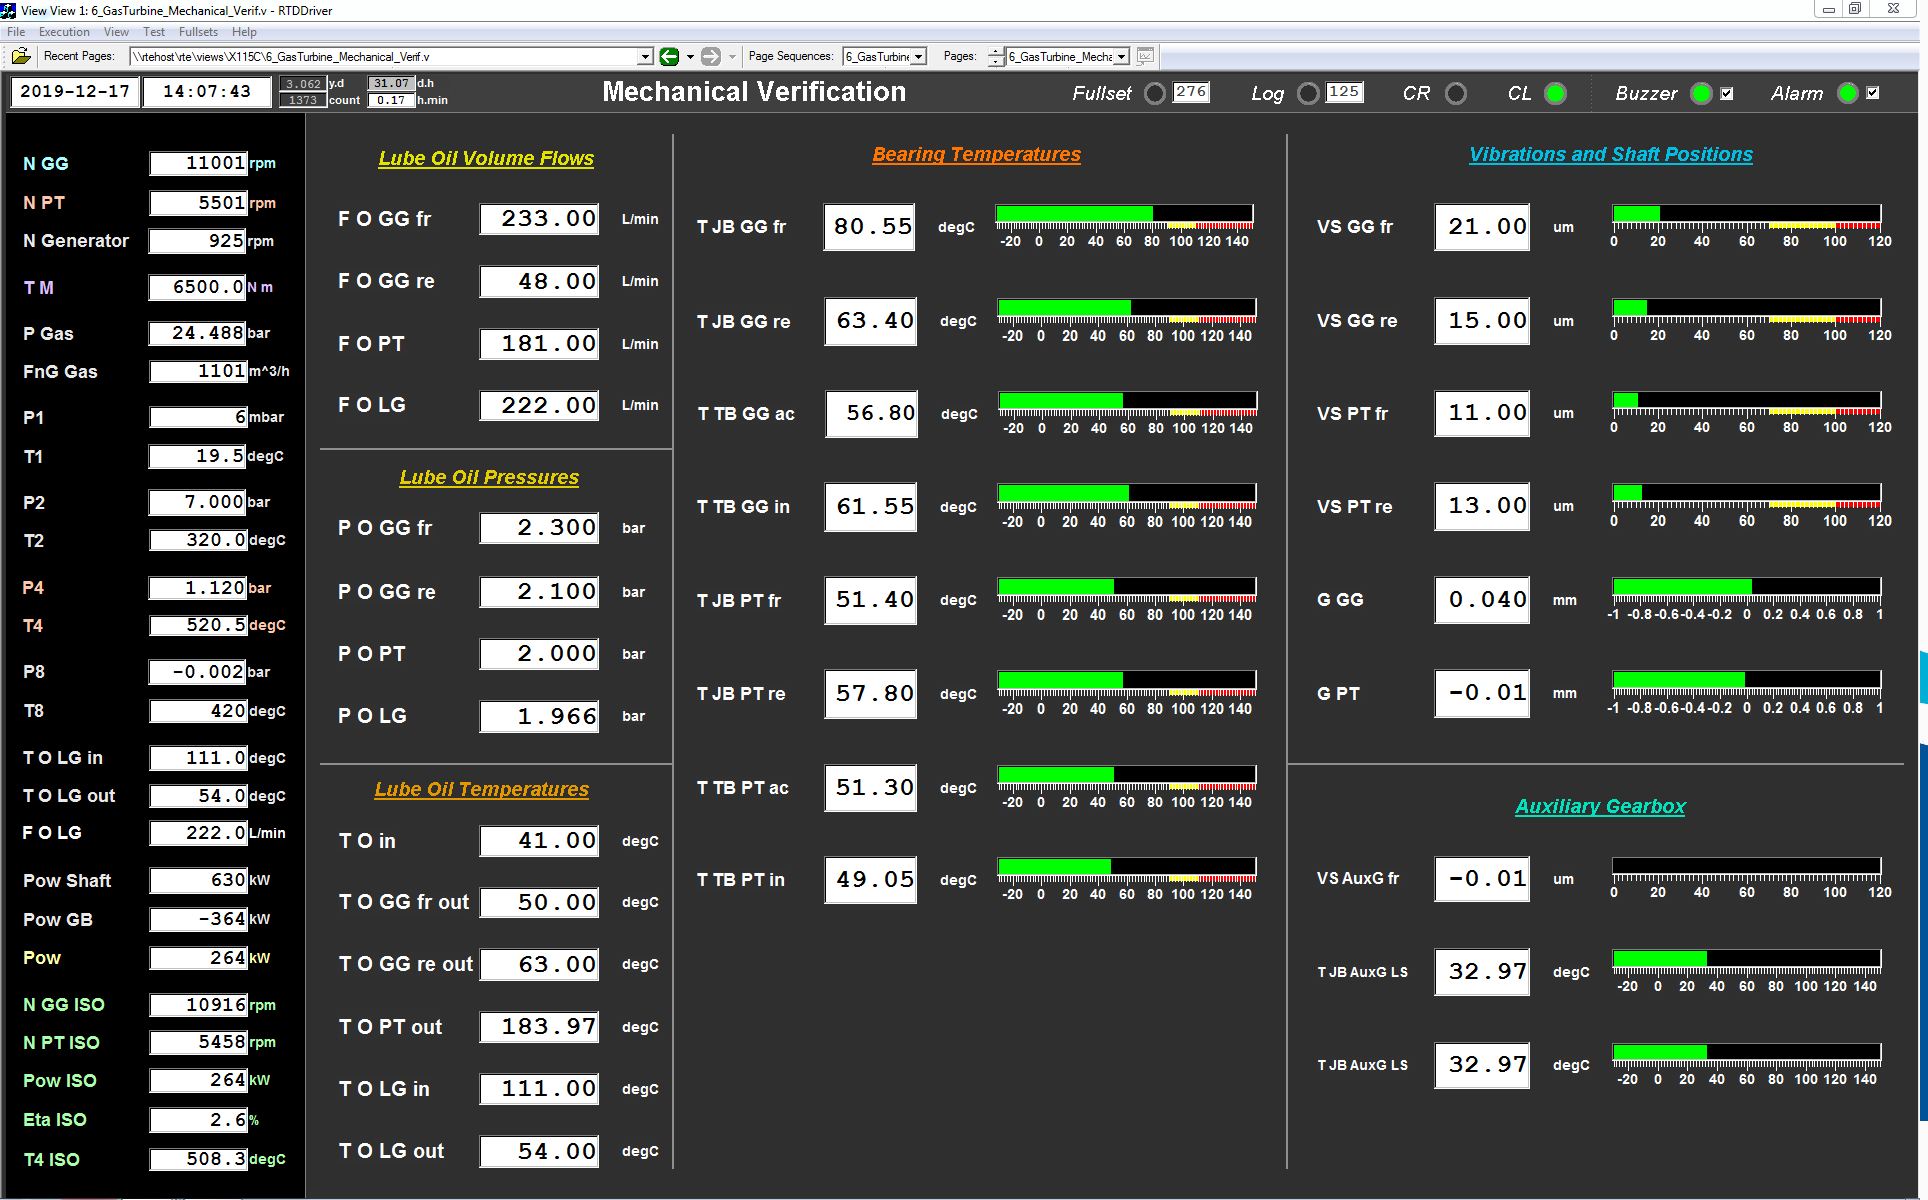 View View 1: 6_GasTurbine_Mechanical_Verif.v - RTDDriver
File Execution View Test Fullsets Help
Recent Pages: \\rtehost\rte\views\X115C\6_GasTurbine_Mechanical_Verif.v Page Sequences: 6_GasTurbine Pages: 6_GasTurbine_Mecha
2019-12-17 14:07:43 3.062 y.d 31.07 d.h
1373 count 0.17 h.min
Mechanical Verification
Fullset 276 Log 125 CR CL Buzzer Alarm
N GG 11001 rpm
N PT 5501 rpm
N Generator 925 rpm
T M 6500.0 N m
P Gas 24.488 bar
FnG Gas 1101 m^3/h
P1 6 mbar
T1 19.5 degC
P2 7.000 bar
T2 320.0 degC
P4 1.120 bar
T4 520.5 degC
P8 -0.002 bar
T8 420 degC
T O LG in 111.0 degC
T O LG out 54.0 degC
F O LG 222.0 L/min
Pow Shaft 630 kW
Pow GB -364 kW
Pow 264 kW
N GG ISO 10916 rpm
N PT ISO 5458 rpm
Pow ISO 264 kW
Eta ISO 2.6 %
T4 ISO 508.3 degC
Lube Oil Volume Flows
F O GG fr 233.00 L/min
F O GG re 48.00 L/min
F O PT 181.00 L/min
F O LG 222.00 L/min
Lube Oil Pressures
P O GG fr 2.300 bar
P O GG re 2.100 bar
P O PT 2.000 bar
P O LG 1.966 bar
Lube Oil Temperatures
T O in 41.00 degC
T O GG fr out 50.00 degC
T O GG re out 63.00 degC
T O PT out 183.97 degC
T O LG in 111.00 degC
T O LG out 54.00 degC
Bearing Temperatures
T JB GG fr 80.55 degC
-20 0 20 40 60 80 100 120 140
T JB GG re 63.40 degC
-20 0 20 40 60 80 100 120 140
T TB GG ac 56.80 degC
-20 0 20 40 60 80 100 120 140
T TB GG in 61.55 degC
-20 0 20 40 60 80 100 120 140
T JB PT fr 51.40 degC
-20 0 20 40 60 80 100 120 140
T JB PT re 57.80 degC
-20 0 20 40 60 80 100 120 140
T TB PT ac 51.30 degC
-20 0 20 40 60 80 100 120 140
T TB PT in 49.05 degC
-20 0 20 40 60 80 100 120 140
Vibrations and Shaft Positions
VS GG fr 21.00 um
0 20 40 60 80 100 120
VS GG re 15.00 um
0 20 40 60 80 100 120
VS PT fr 11.00 um
0 20 40 60 80 100 120
VS PT re 13.00 um
0 20 40 60 80 100 120
G GG 0.040 mm
-1 -0.8 -0.6 -0.4 -0.2 0 0.2 0.4 0.6 0.8 1
G PT -0.01 mm
-1 -0.8 -0.6 -0.4 -0.2 0 0.2 0.4 0.6 0.8 1
Auxiliary Gearbox
VS AuxG fr -0.01 um
0 20 40 60 80 100 120
T JB AuxG LS 32.97 degC
-20 0 20 40 60 80 100 120 140
T JB AuxG LS 32.97 degC
-20 0 20 40 60 80 100 120 140